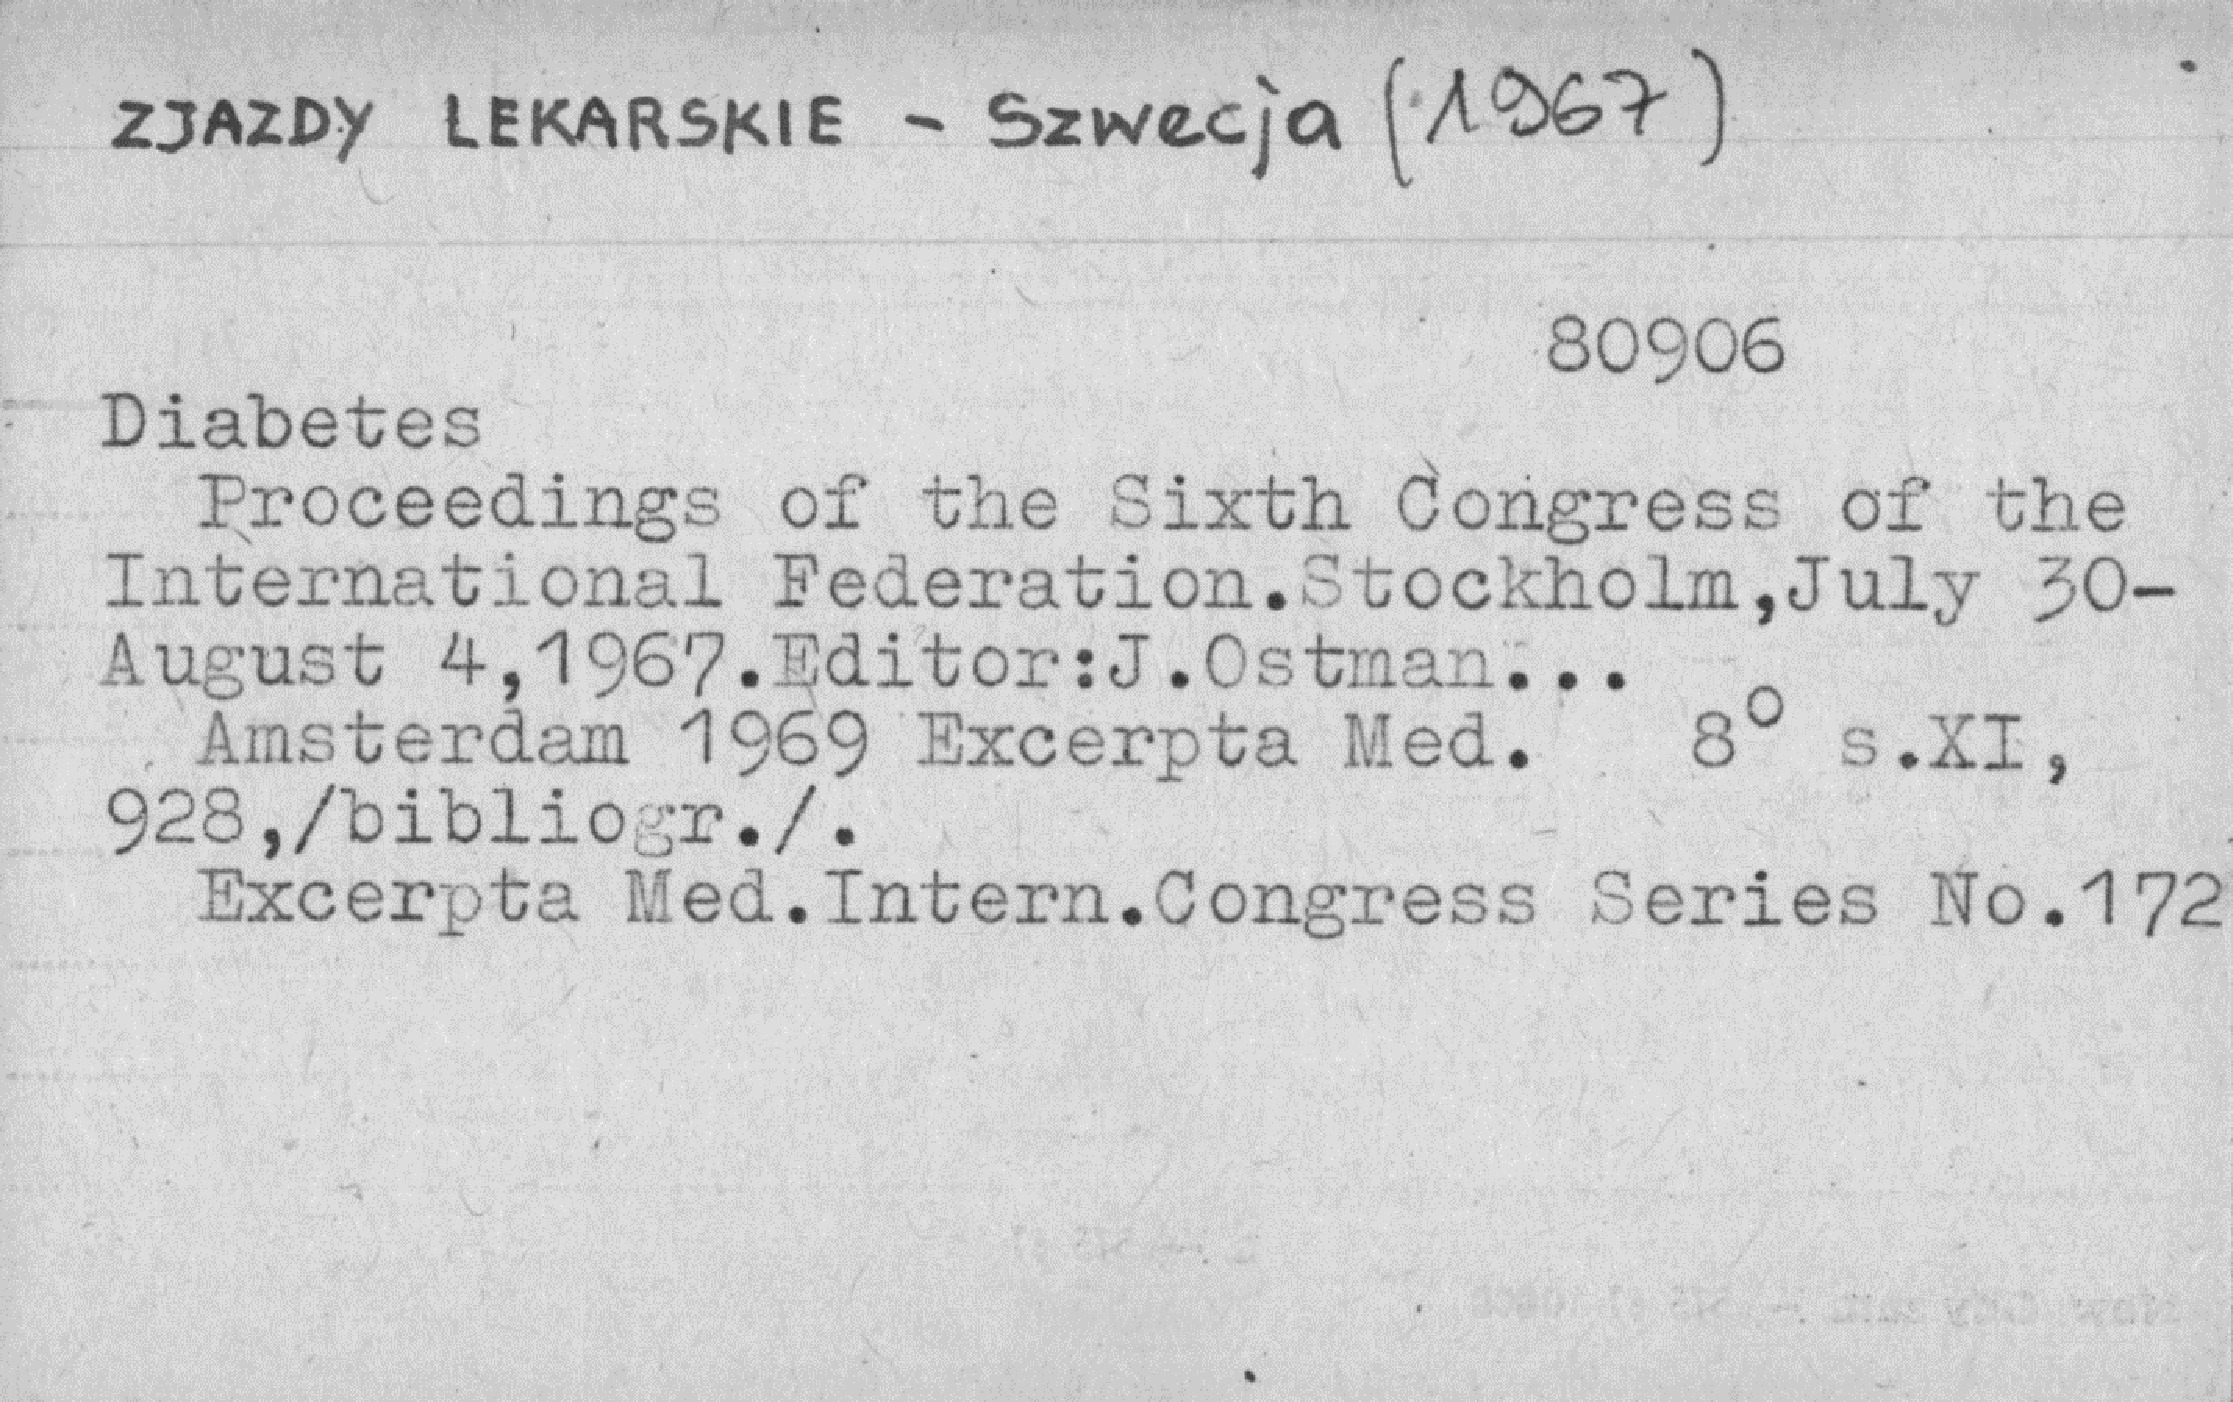 ZJAZDY LEKARSKIE - Szwecja (1967)
80906
Diabetes
Proceedings of the Sixth Congress of the
International Federation.Stockholm,July 30-
August 4,1967.Editor:J.Ostman...
Amsterdam 1969 Excerpta Med. 8° s.XI,
928,/bibliogr./.
Excerpta Med.Intern.Congress Series No.172